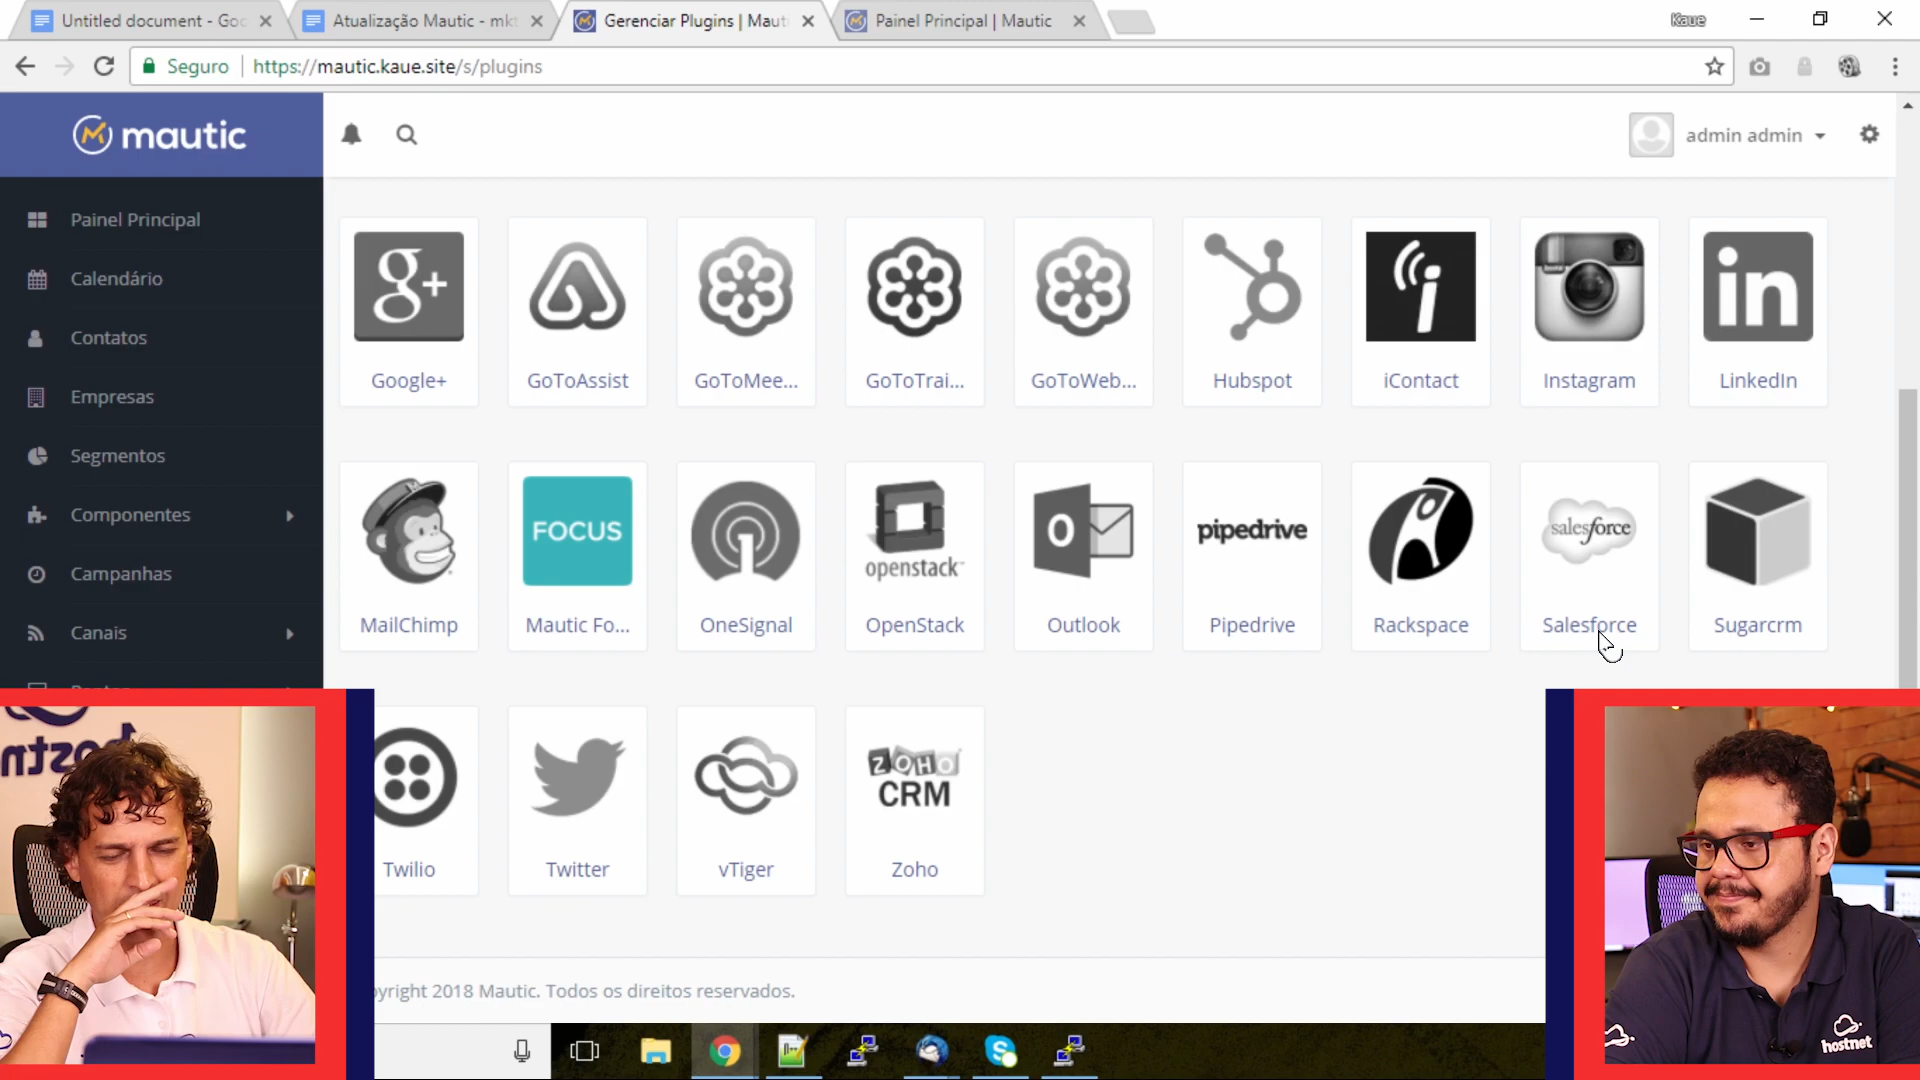 Untitled document - Goo
Atualização Mautic - mkt
Gerenciar Plugins | Maut
Painel Principal | Mautic
Kaue
Seguro
https://mautic.kaue.site/s/plugins
mautic
admin admin
Painel Principal
Calendário
Contatos
Empresas
Segmentos
Componentes
Campanhas
Canais
g+
in
Google+
GoToAssist
GoToMee...
GoToTrai...
GoToWeb...
Hubspot
iContact
Instagram
LinkedIn
FOCUS
openstack
pipedrive
salesforce
MailChimp
Mautic Fo...
OneSignal
OpenStack
Outlook
Pipedrive
Rackspace
Salesforce
Sugarcrm
ZOHO
CRM
Twilio
Twitter
vTiger
Zoho
yright 2018 Mautic. Todos os direitos reservados.
hostnet